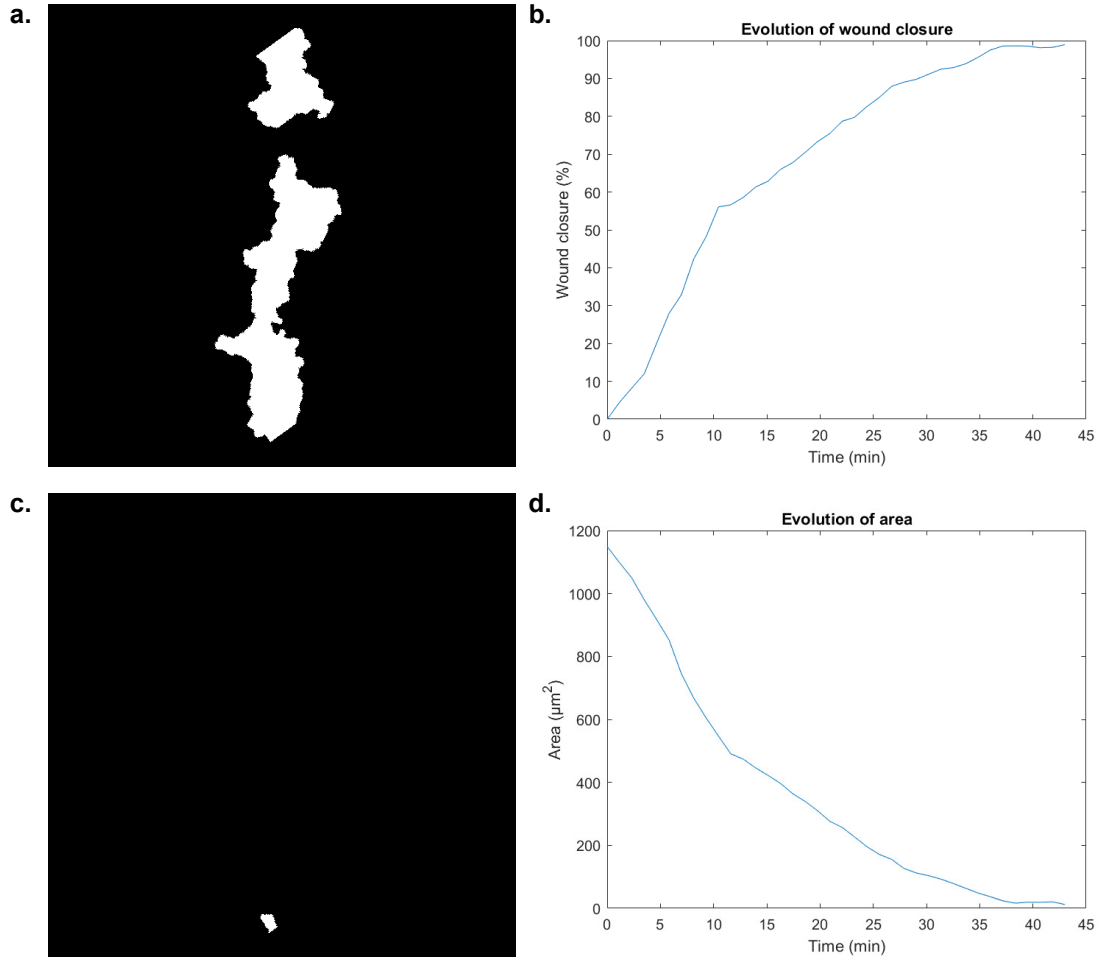 a.
b.
Evolution of wound closure
100
90
80
70
60
50
40
30
20
10
0
Wound closure (%)
0 5 10 15 20 25 30 35 40 45
Time (min)
c.
d.
Evolution of area
1200
1000
800
600
400
200
0
Area (μm²)
0 5 10 15 20 25 30 35 40 45
Time (min)